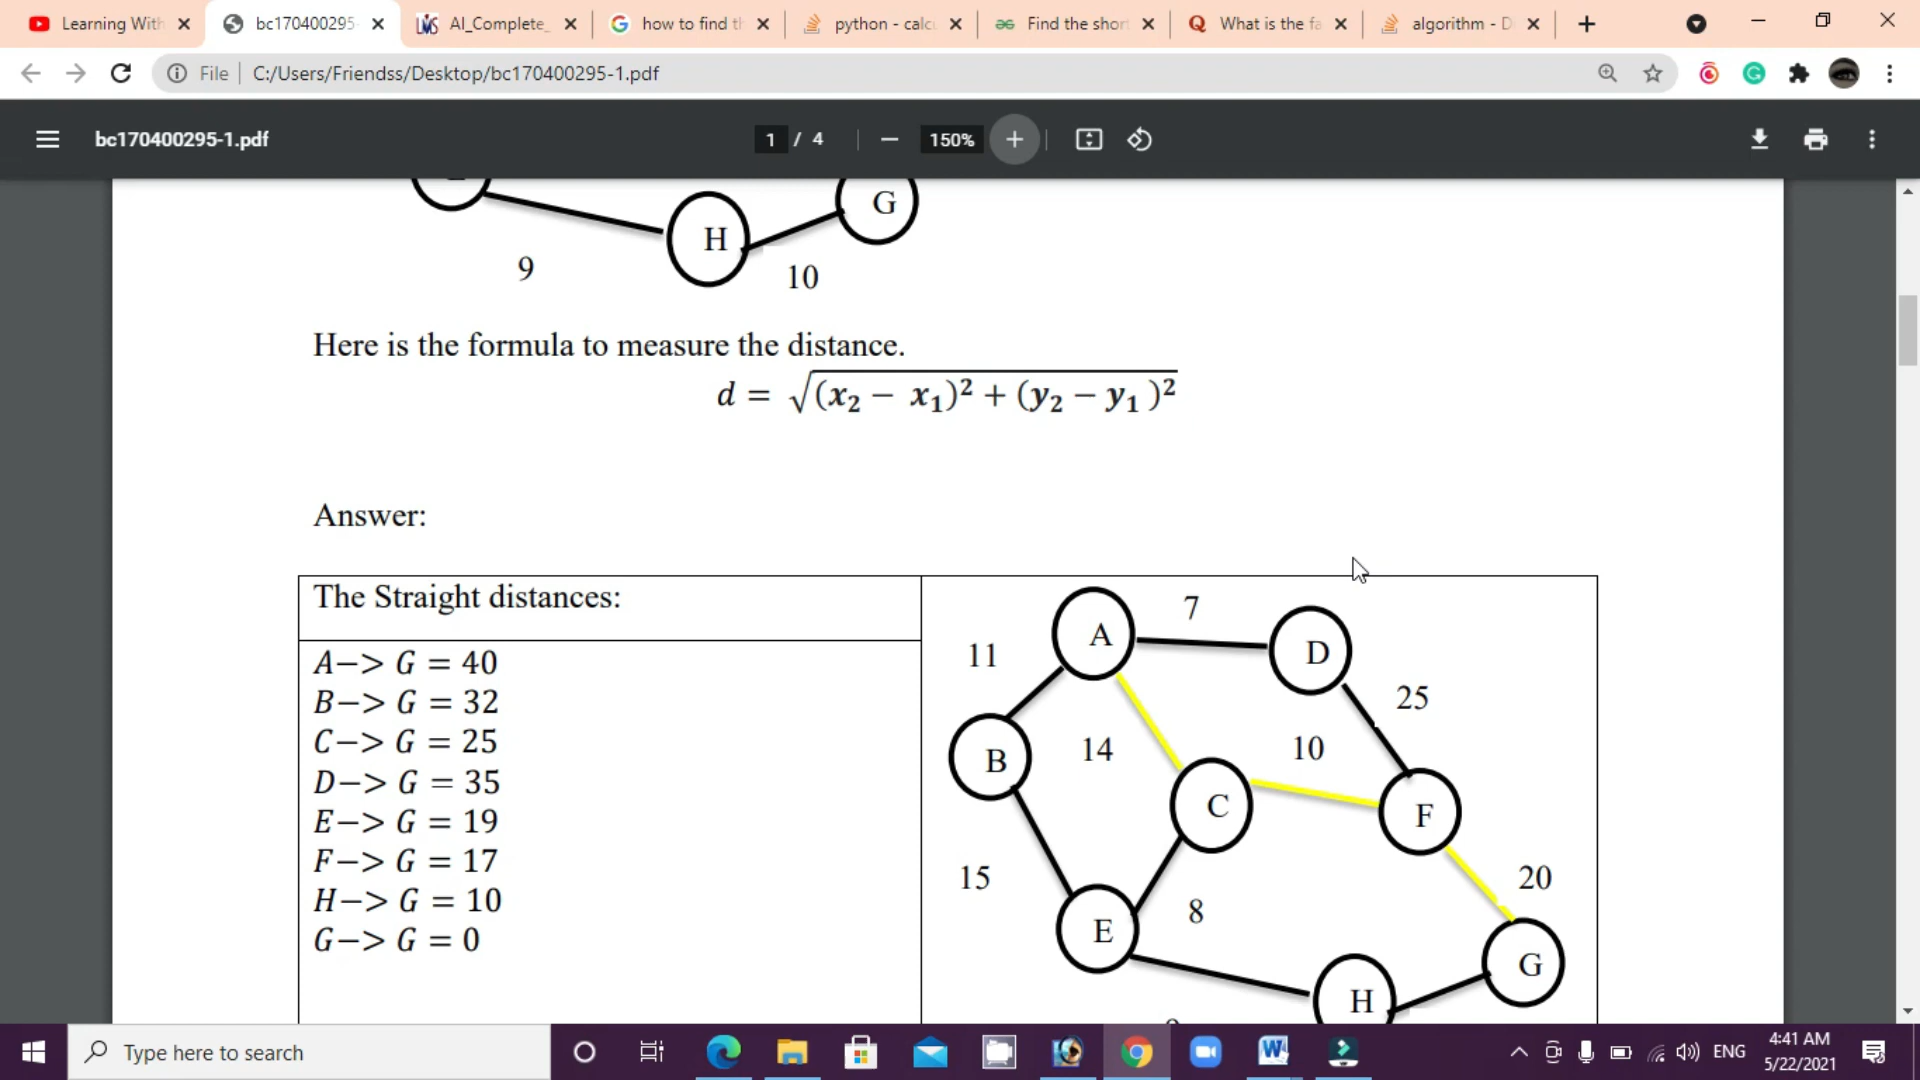 Learning With
bc170400295-
AI_Complete_
how to find th
python - calcu
Find the short
What is the fa
algorithm - D
File
C:/Users/Friendss/Desktop/bc170400295-1.pdf
bc170400295-1.pdf
1 / 4
150%
G
H
9
10
Here is the formula to measure the distance.
d = √(x₂ − x₁)² + (y₂ − y₁ )²
Answer:
The Straight distances:
A−> G = 40
B−> G = 32
C−> G = 25
D−> G = 35
E−> G = 19
F−> G = 17
H−> G = 10
G−> G = 0
7
A
D
11
25
14
10
B
C
F
15
20
8
E
G
H
Type here to search
ENG
4:41 AM
5/22/2021